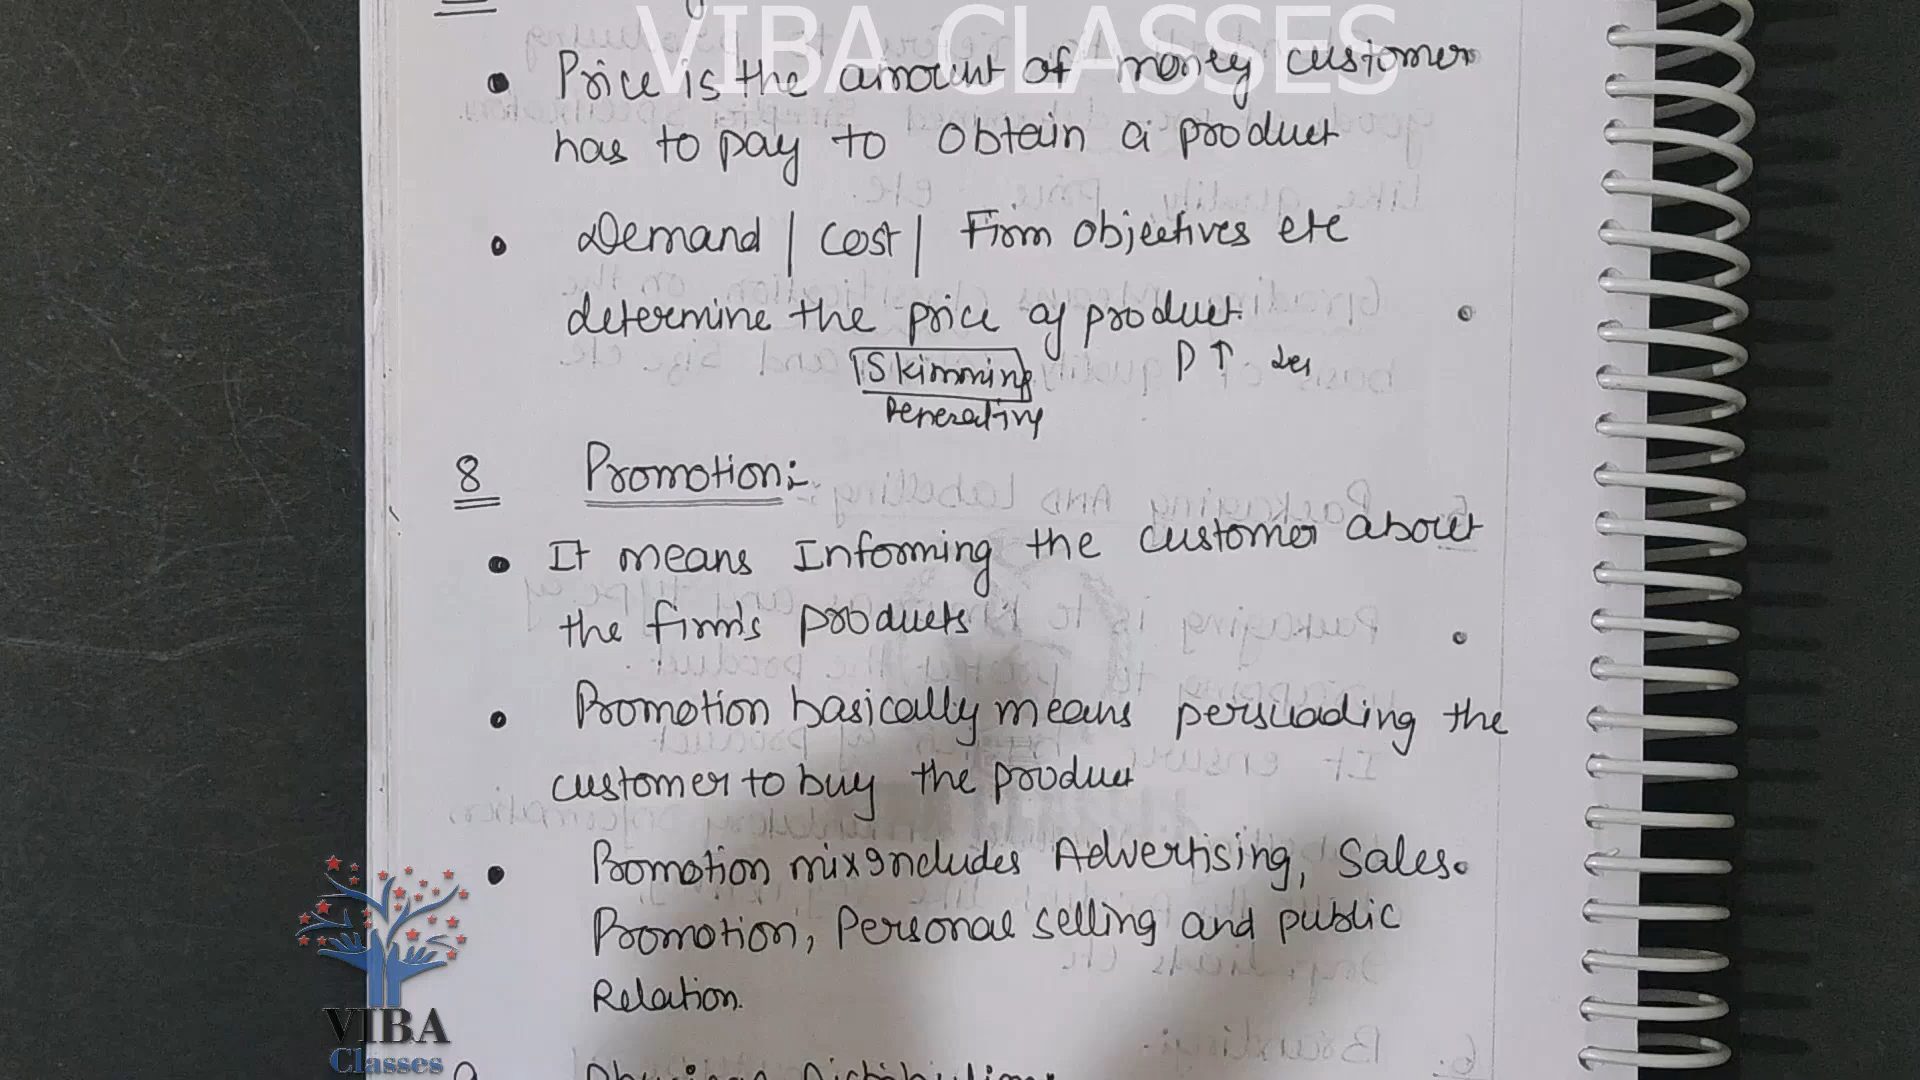 VIBA CLASSES
• Price is the amount of money customer
has to pay to obtain a product
• Demand | Cost | Firm objectives etc
determine the price of product.
Skimming P ↑
8 Promotion:-
• It means Informing the customer about
the firm's products
• Promotion basically means persuading the
customer to buy the product
• Promotion mix includes Advertising, Sales
Promotion, Personal selling and public
Relation.
VIBA
Classes